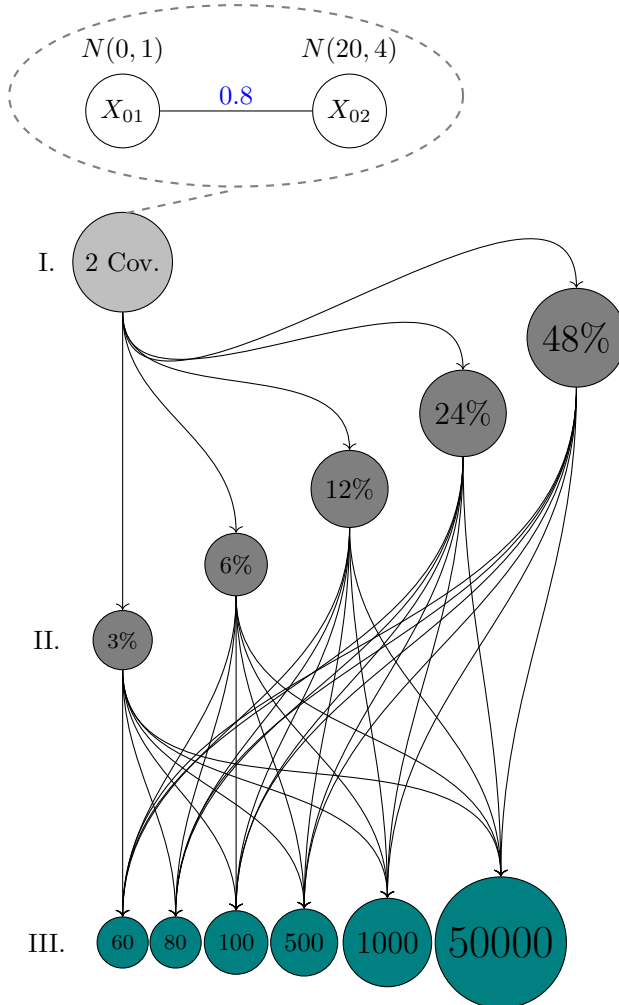 N(0, 1) N(20, 4)
X01 0.8 X02
I. 2 Cov.
48%
24%
12%
6%
II. 3%
III. 60 80 100 500 1000 50000